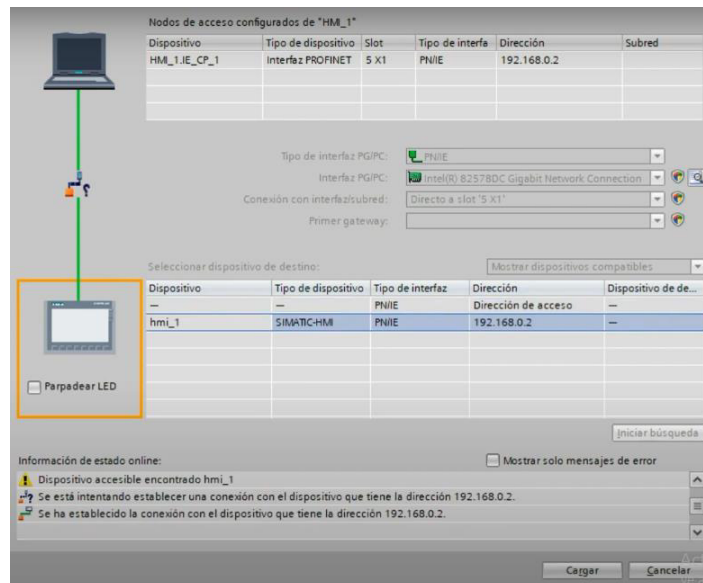 Nodos de acceso configurados de "HMI_1"
Dispositivo Tipo de dispositivo Slot Tipo de interfa Dirección Subred
HMI_1.IE_CP_1 Interfaz PROFINET 5 X1 PN/IE 192.168.0.2
Tipo de interfaz PG/PC: PN/IE
Interfaz PG/PC: Intel(R) 82578DC Gigabit Network Connection
Conexión con interfaz/subred: Directo a slot '5 X1'
Primer gateway:
Seleccionar dispositivo de destino: Mostrar dispositivos compatibles
Dispositivo Tipo de dispositivo Tipo de interfaz Dirección Dispositivo de de...
— — PN/IE Dirección de acceso —
hmi_1 SIMATIC-HMI PN/IE 192.168.0.2 —
Parpadear LED
Iniciar búsqueda
Información de estado online: Mostrar solo mensajes de error
Dispositivo accesible encontrado hmi_1
Se está intentando establecer una conexión con el dispositivo que tiene la dirección 192.168.0.2.
Se ha establecido la conexión con el dispositivo que tiene la dirección 192.168.0.2.
Cargar Cancelar